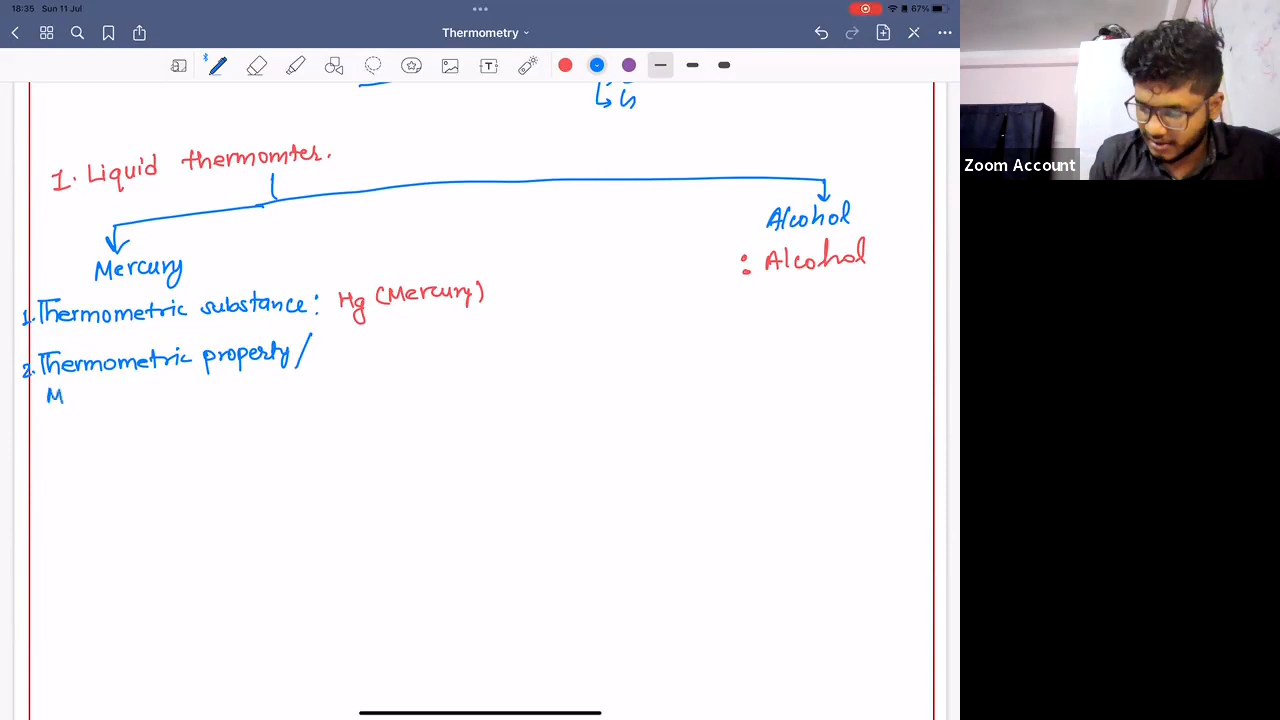 18:35 Sun 11 Jul
67%
Thermometry
Zoom Account
1. Liquid thermomter.
Alcohol
: Alcohol
Mercury
1. Thermometric substance: Hg (Mercury)
2. Thermometric property/
M